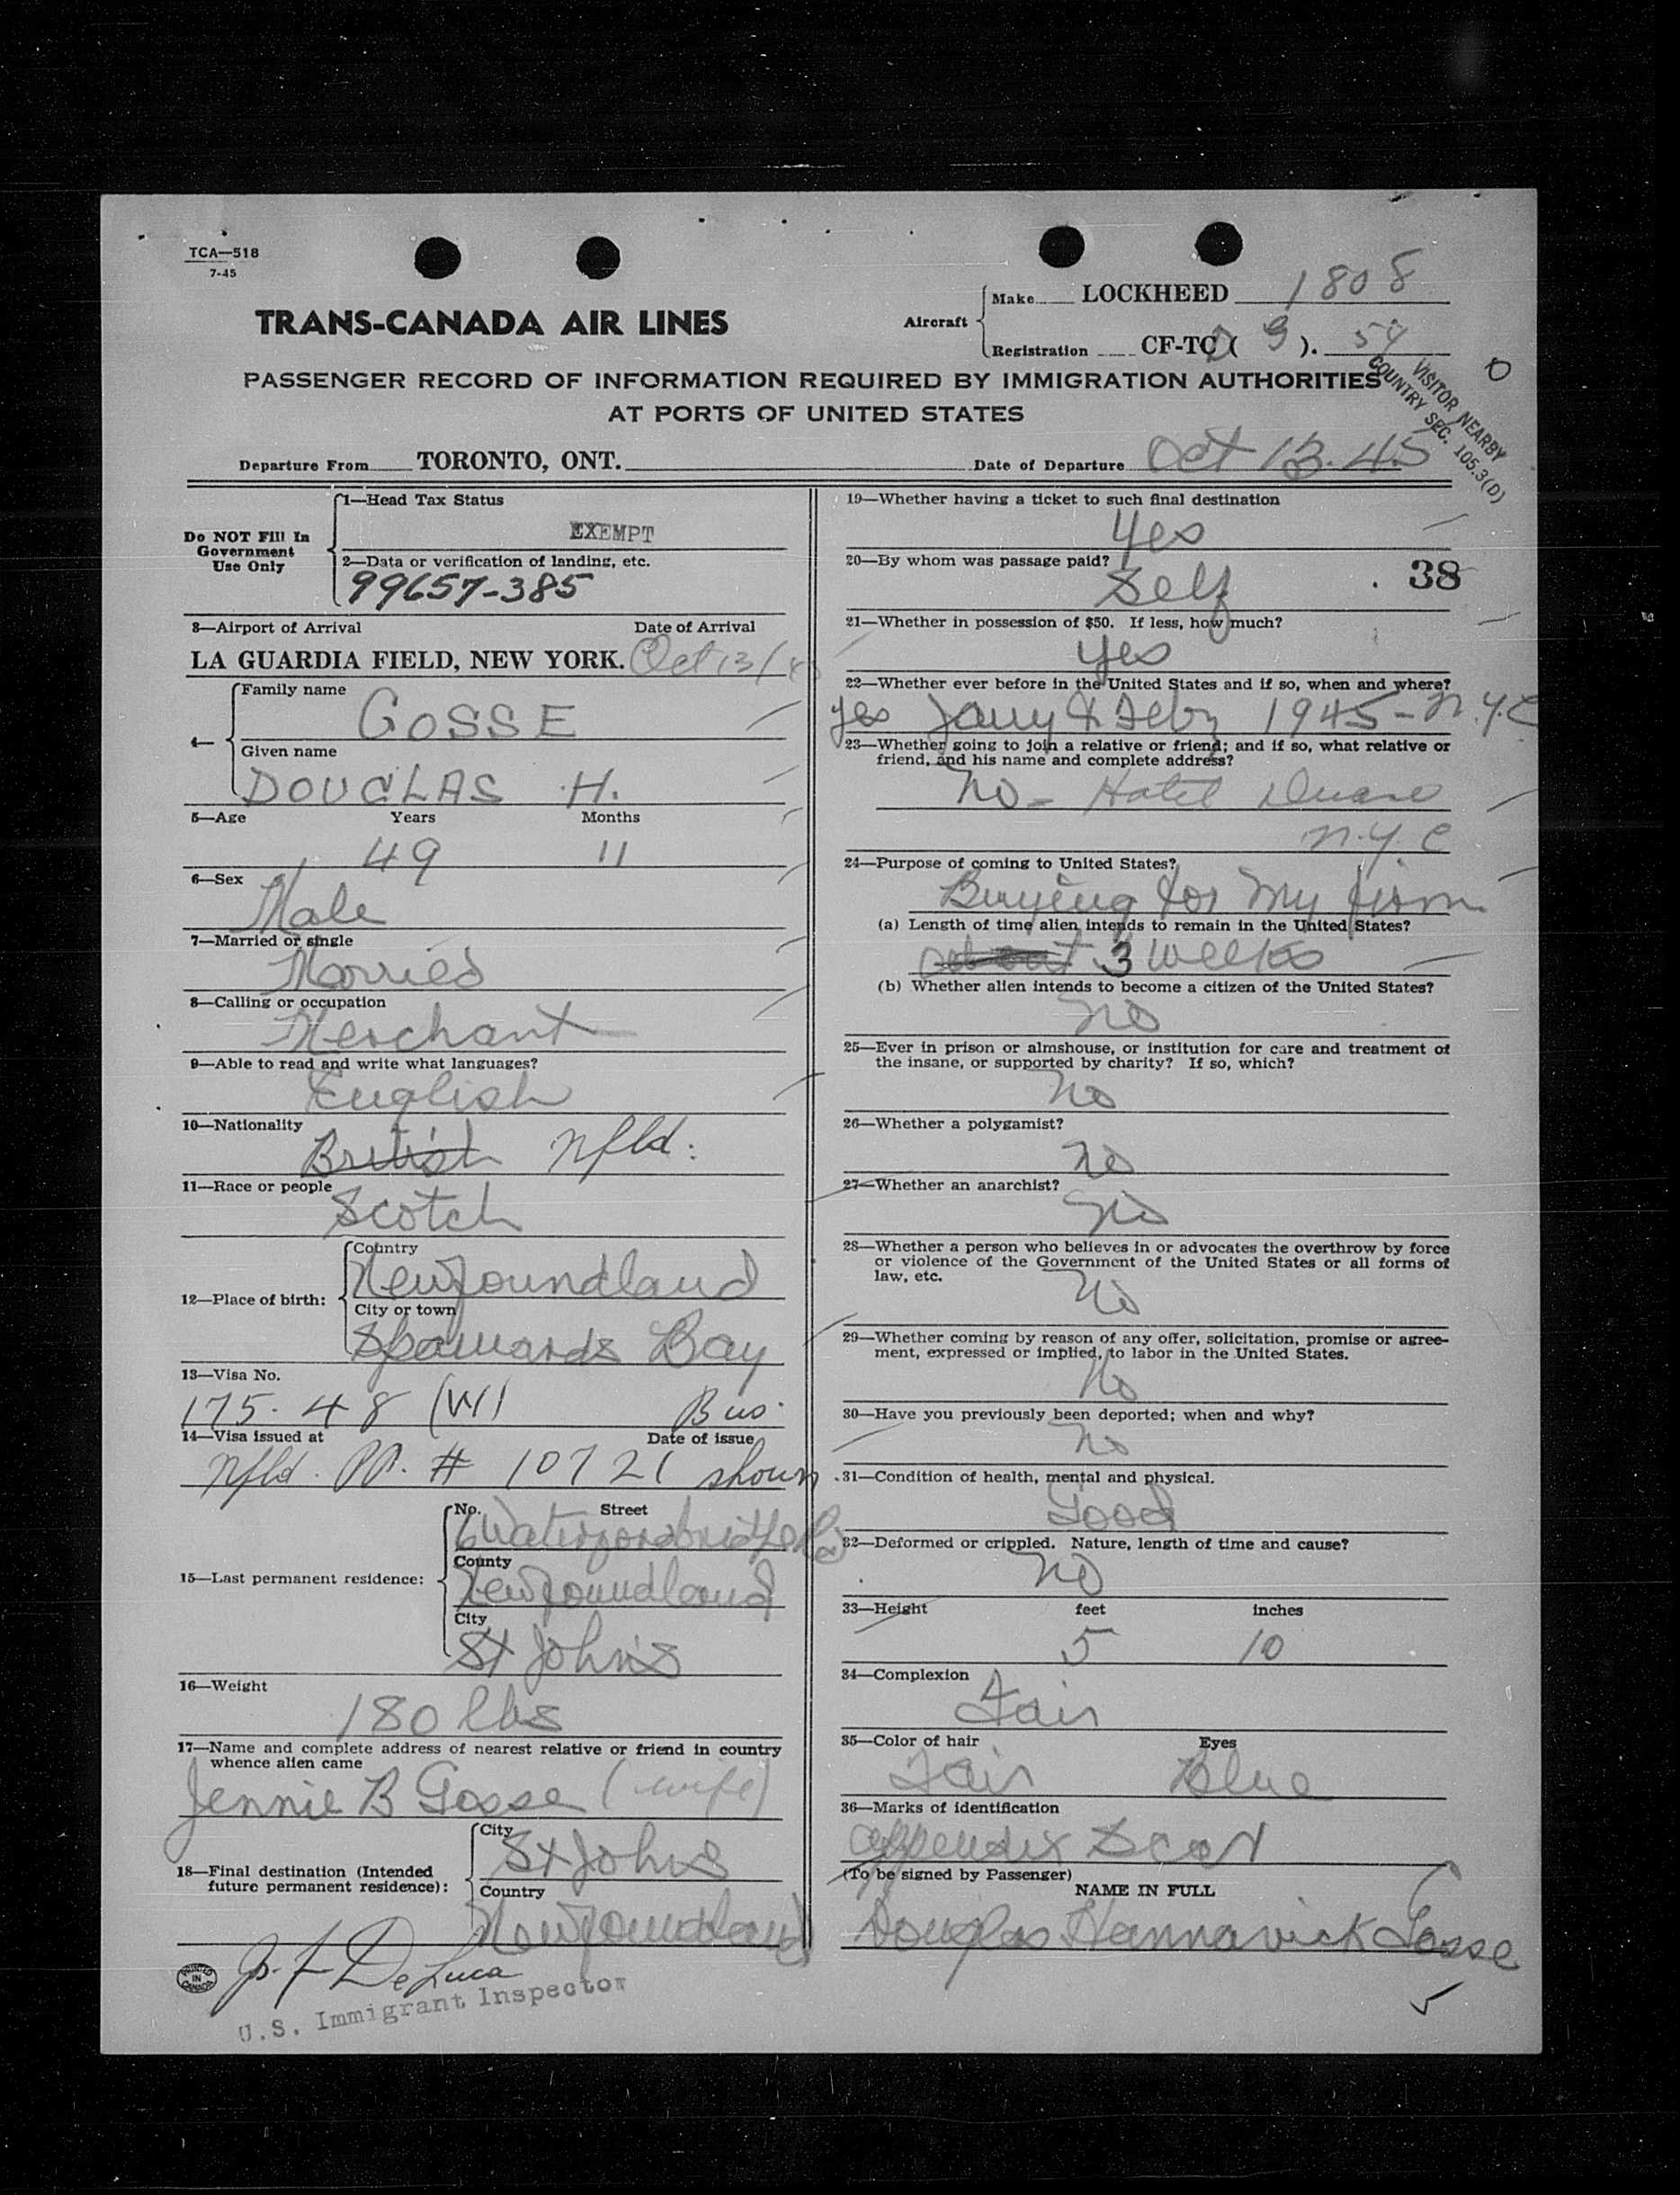 TCA—518
7-45
TRANS-CANADA AIR LINES
Aircraft
Make LOCKHEED 1808
Registration CF-TC ( ). 54
PASSENGER RECORD OF INFORMATION REQUIRED BY IMMIGRATION AUTHORITIES
AT PORTS OF UNITED STATES
VISITOR NEARBY
COUNTRY SEC. 105.3(D)
Departure From TORONTO, ONT. Date of Departure Oct 13. 45
Do NOT Fill In
Government
Use Only
1—Head Tax Status
EXEMPT
2—Data or verification of landing, etc.
99657-385
3—Airport of Arrival Date of Arrival
LA GUARDIA FIELD, NEW YORK. Oct 13/45
4—
Family name
GOSSE
Given name
DOUGLAS H.
5—Age Years Months
49 11
6—Sex
Male
7—Married or single
Married
8—Calling or occupation
Merchant
9—Able to read and write what languages?
English
10—Nationality
British Nfld.
11—Race or people
Scotch
12—Place of birth:
Country
Newfoundland
City or town
Spawards Bay
13—Visa No.
175. 48 (W) Bus.
14—Visa issued at Date of issue
Nfld. PP. # 10721 shown
15—Last permanent residence:
No. Street
6 Waterfordbridge Rd
County
Newfoundland
City
St John's
16—Weight
180 lbs
17—Name and complete address of nearest relative or friend in country
whence alien came
Jennie B Gosse (wife)
18—Final destination (Intended
future permanent residence):
City
St Johns
Country
Newfoundland
PRINTED
IN
CANADA
J. F. DeLuca
U.S. Immigrant Inspector
19—Whether having a ticket to such final destination
Yes
20—By whom was passage paid?
Self
. 38
21—Whether in possession of $50. If less, how much?
yes
22—Whether ever before in the United States and if so, when and where?
yes Jany & Feby 1945 - N.Y.C
23—Whether going to join a relative or friend; and if so, what relative or
friend, and his name and complete address?
No - Hotel Duane
N.Y.C
24—Purpose of coming to United States?
Buying for My firm
(a) Length of time alien intends to remain in the United States?
about 3 weeks
(b) Whether alien intends to become a citizen of the United States?
no
25—Ever in prison or almshouse, or institution for care and treatment of
the insane, or supported by charity? If so, which?
no
26—Whether a polygamist?
no
27—Whether an anarchist?
no
28—Whether a person who believes in or advocates the overthrow by force
or violence of the Government of the United States or all forms of
law, etc.
no
29—Whether coming by reason of any offer, solicitation, promise or agree-
ment, expressed or implied, to labor in the United States.
no
30—Have you previously been deported; when and why?
no
31—Condition of health, mental and physical.
Good
32—Deformed or crippled. Nature, length of time and cause?
no
33—Height feet inches
5 10
34—Complexion
Fair
35—Color of hair Eyes
Fair Blue
36—Marks of identification
appendix Scar
(To be signed by Passenger)
NAME IN FULL
Douglas Hannavick Gosse